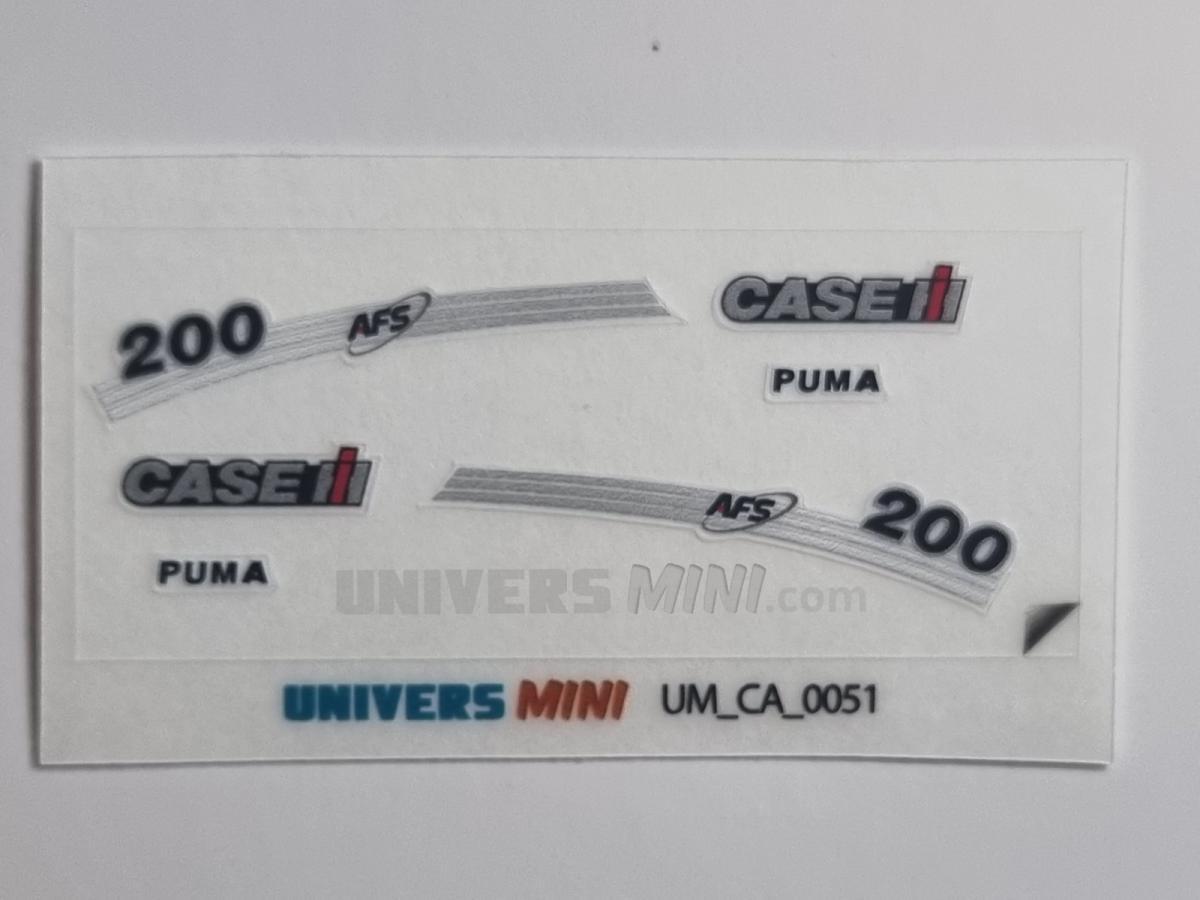 200 AFS CASE IH
PUMA
CASE IH AFS 200
PUMA
UNIVERS MINI.com
UNIVERS MINI UM_CA_0051